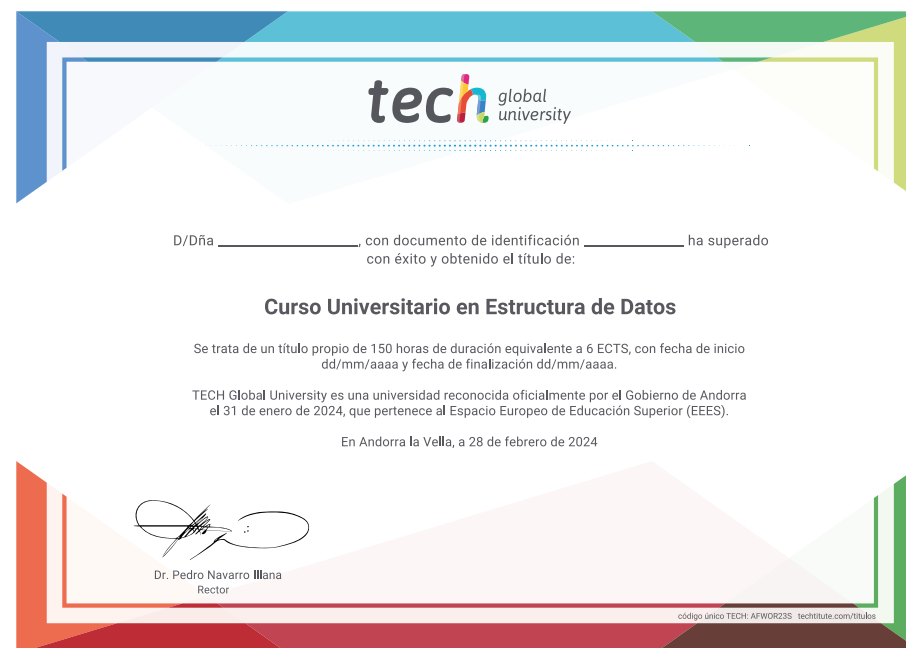 tech global
university
D/Dña ______________, con documento de identificación __________ ha superado
con éxito y obtenido el título de:
Curso Universitario en Estructura de Datos
Se trata de un título propio de 150 horas de duración equivalente a 6 ECTS, con fecha de inicio
dd/mm/aaaa y fecha de finalización dd/mm/aaaa.
TECH Global University es una universidad reconocida oficialmente por el Gobierno de Andorra
el 31 de enero de 2024, que pertenece al Espacio Europeo de Educación Superior (EEES).
En Andorra la Vella, a 28 de febrero de 2024
Dr. Pedro Navarro Illana
Rector
código único TECH: AFWOR23S techtitute.com/titulos